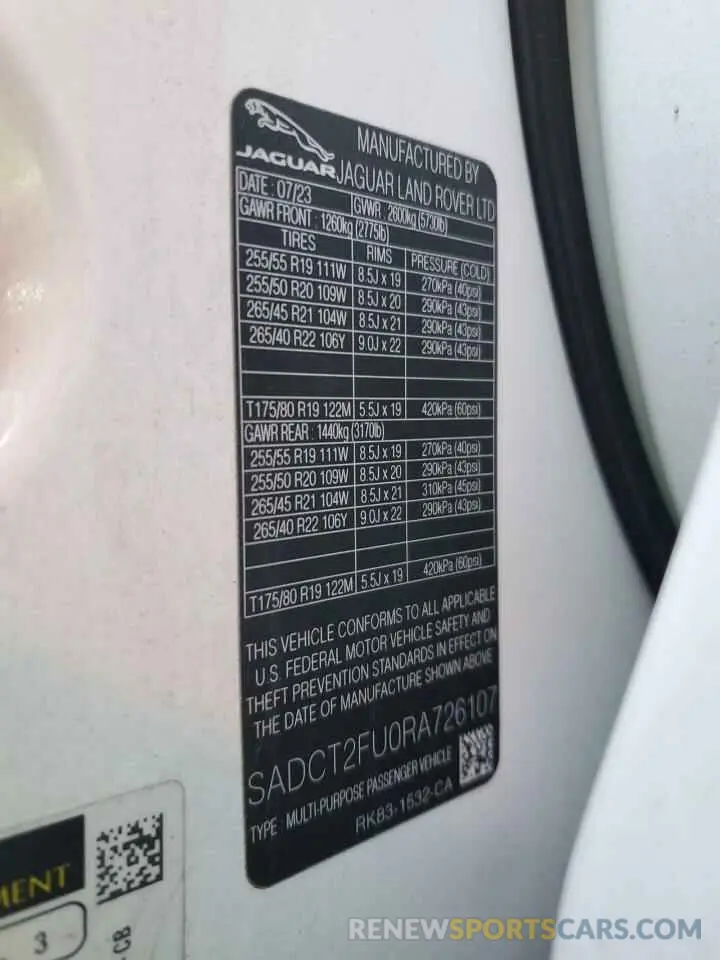 JAGUAR
MANUFACTURED BY
JAGUAR LAND ROVER LTD
DATE : 07/23 GVWR : 2600kg (5730lb)
GAWR FRONT : 1260kg (2775lb)
TIRES RIMS PRESSURE (COLD)
255/55 R19 111W 8.5J x 19 270kPa (40psi)
255/50 R20 109W 8.5J x 20 290kPa (43psi)
265/45 R21 104W 8.5J x 21 290kPa (43psi)
265/40 R22 106Y 9.0J x 22 290kPa (43psi)
T175/80 R19 122M 5.5J x 19 420kPa (60psi)
GAWR REAR : 1440kg (3170lb)
255/55 R19 111W 8.5J x 19 270kPa (40psi)
255/50 R20 109W 8.5J x 20 290kPa (43psi)
265/45 R21 104W 8.5J x 21 310kPa (45psi)
265/40 R22 106Y 9.0J x 22 290kPa (43psi)
T175/80 R19 122M 5.5J x 19 420kPa (60psi)
THIS VEHICLE CONFORMS TO ALL APPLICABLE
U.S. FEDERAL MOTOR VEHICLE SAFETY AND
THEFT PREVENTION STANDARDS IN EFFECT ON
THE DATE OF MANUFACTURE SHOWN ABOVE
SADCT2FU0RA726107
TYPE : MULTI-PURPOSE PASSENGER VEHICLE
RK83-1532-CA
MENT
3
-CB
RENEWSPORTSCARS.COM